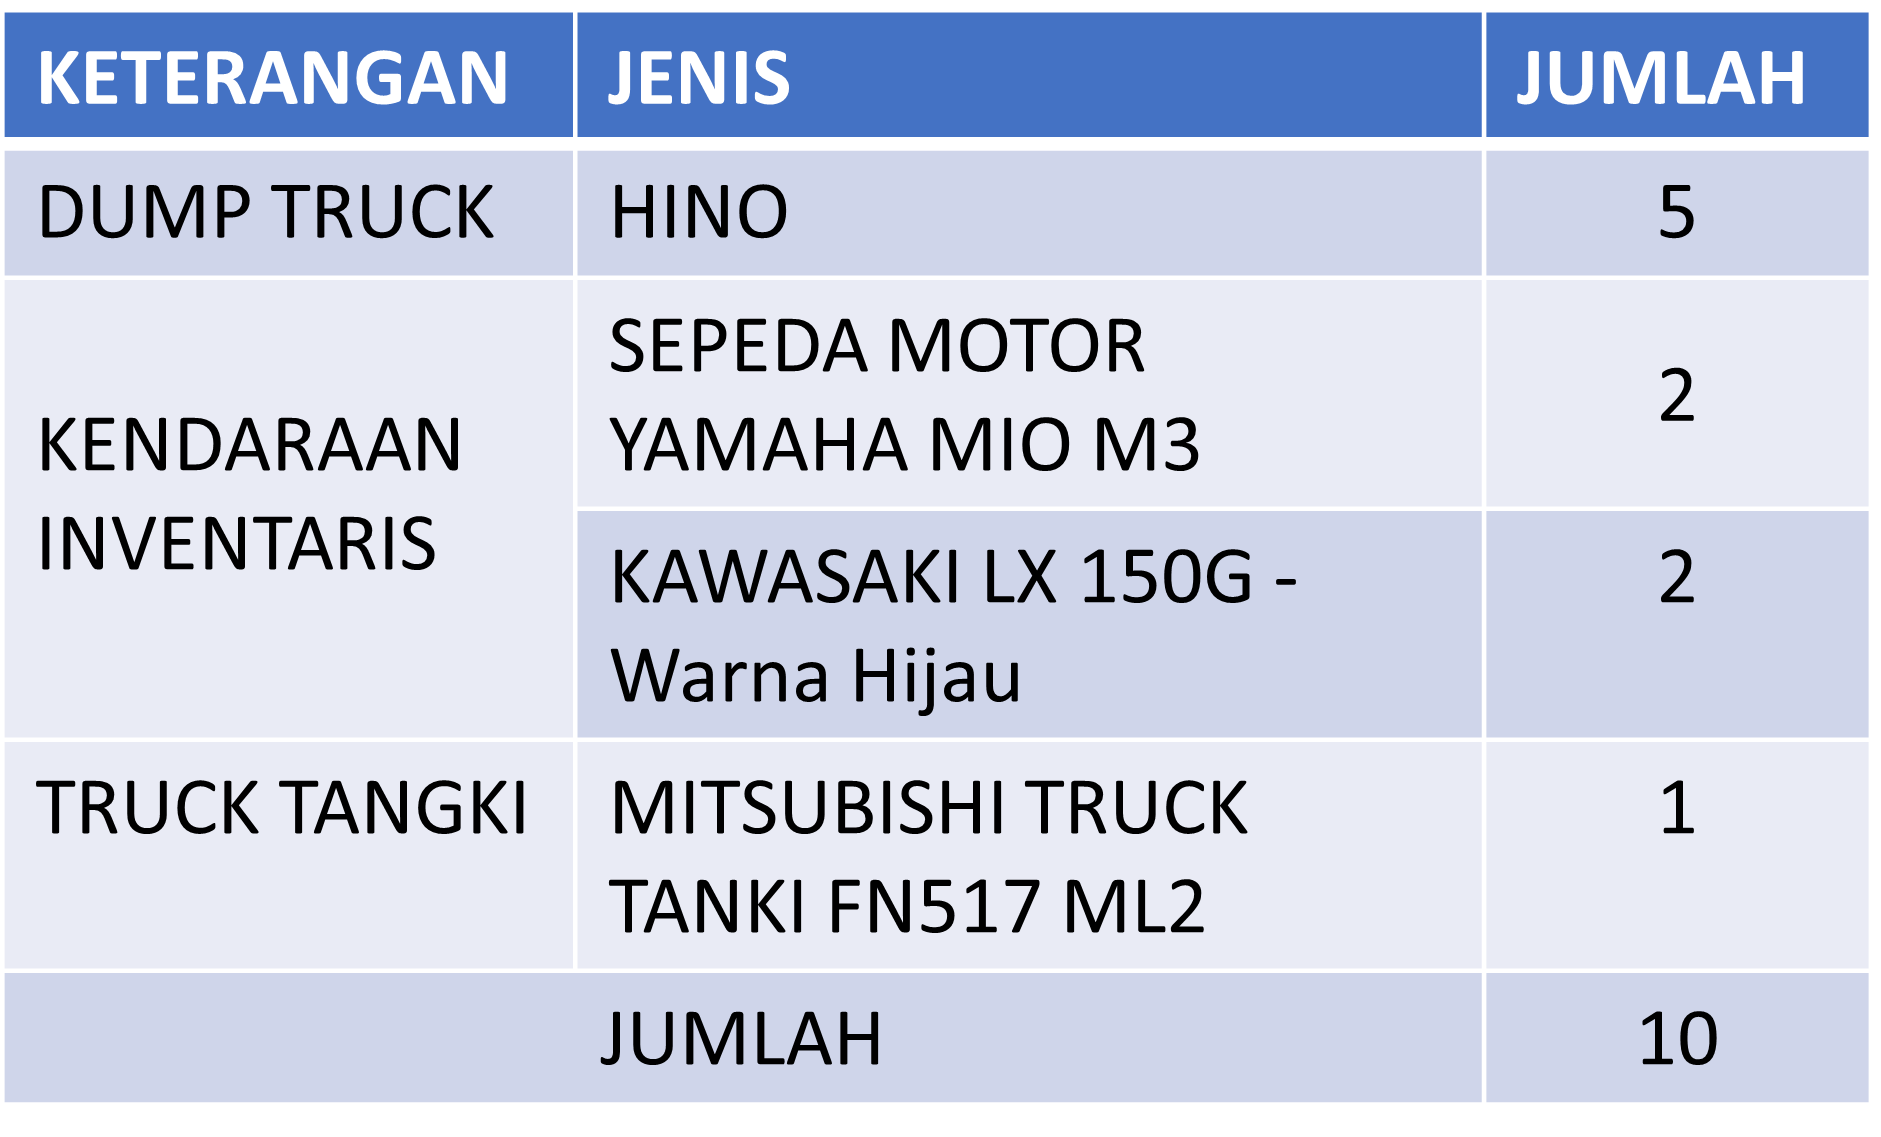 KETERANGAN JENIS JUMLAH
DUMP TRUCK HINO 5
KENDARAAN
INVENTARIS
SEPEDA MOTOR
YAMAHA MIO M3
2
KAWASAKI LX 150G -
Warna Hijau
2
TRUCK TANGKI
MITSUBISHI TRUCK
TANKI FN517 ML2
1
JUMLAH 10